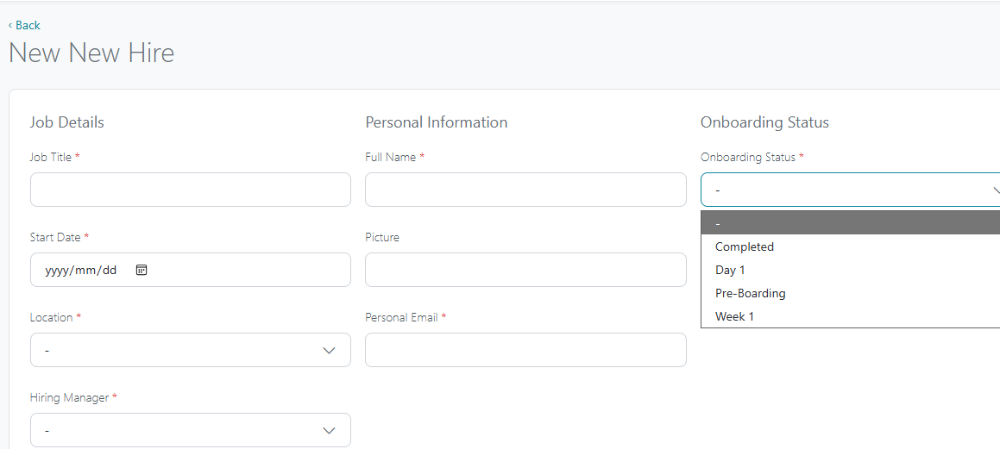 ‹ Back
New New Hire
Job Details
Job Title *
Start Date *
yyyy/mm/dd
Location *
-
Hiring Manager *
-
Personal Information
Full Name *
Picture
Personal Email *
Onboarding Status
Onboarding Status *
-
-
Completed
Day 1
Pre-Boarding
Week 1